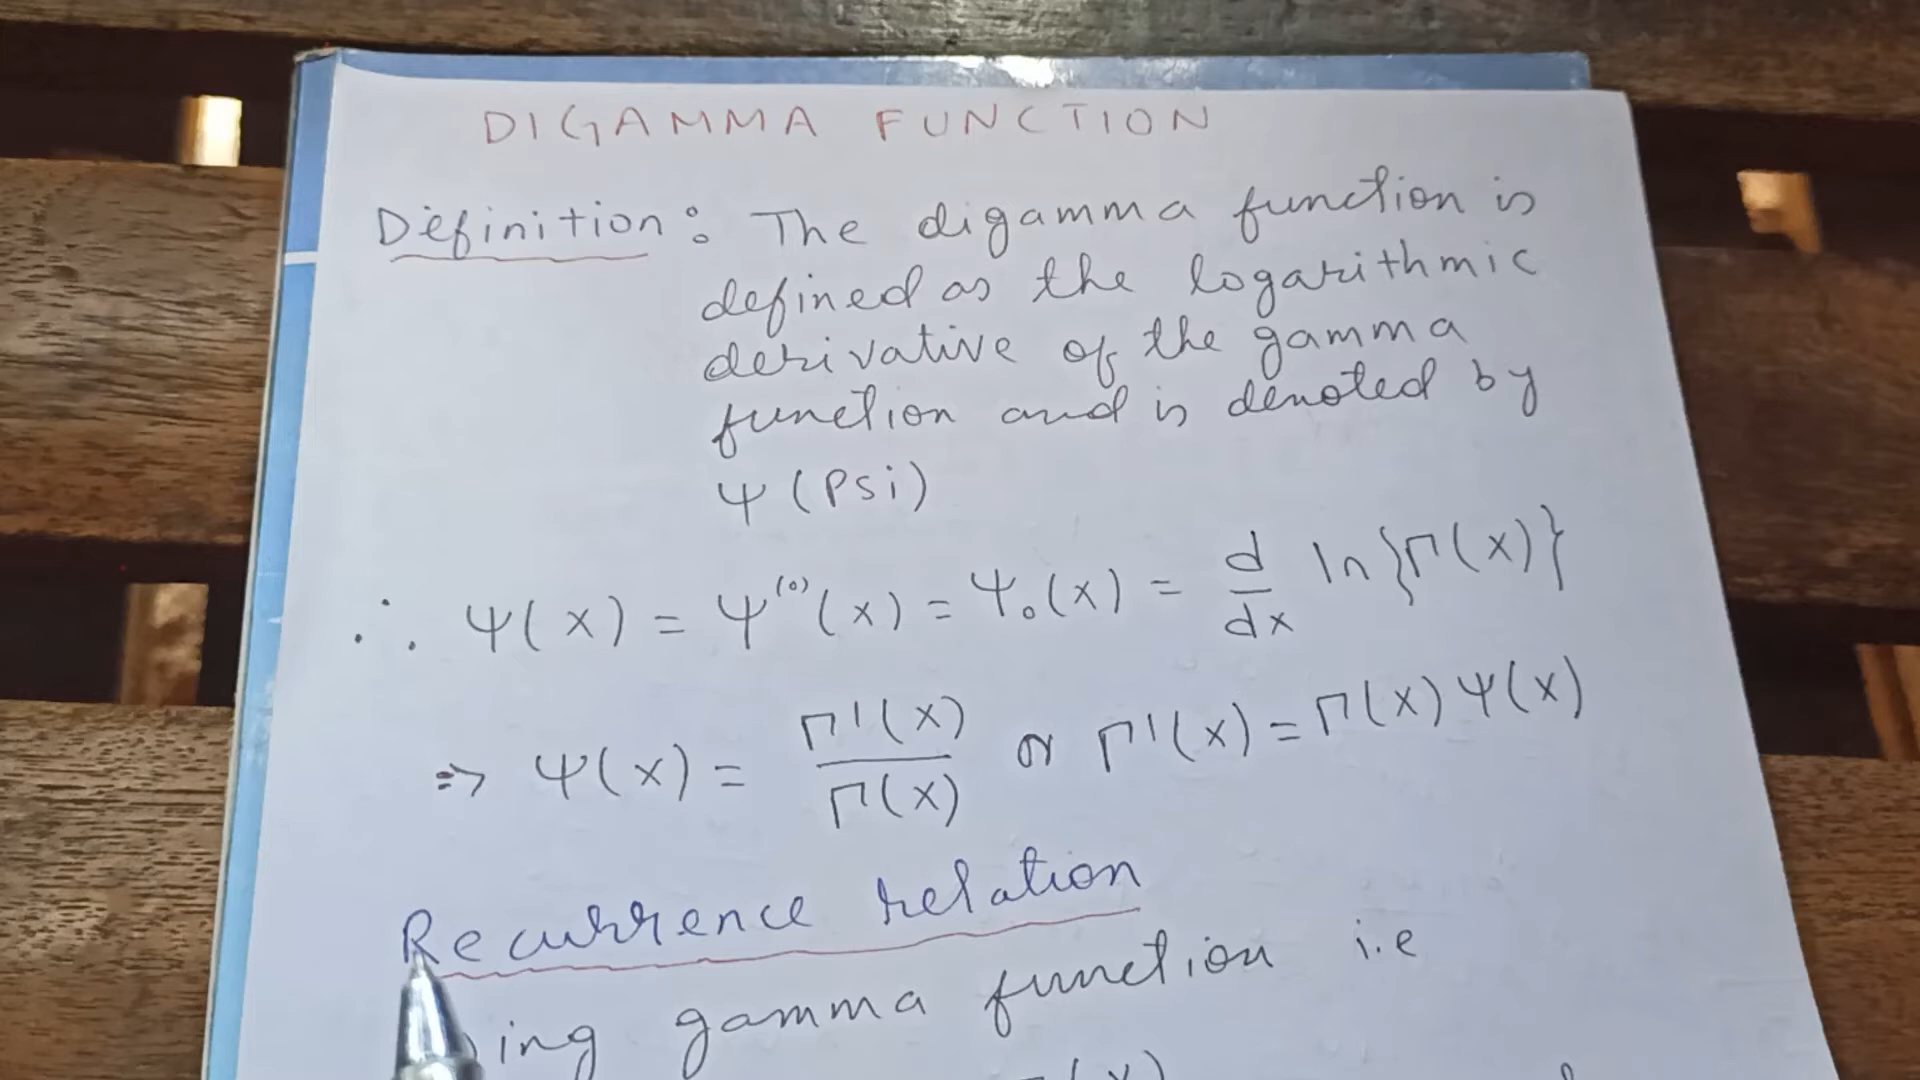 DIGAMMA FUNCTION
Definition: The digamma function is
defined as the logarithmic
derivative of the gamma
function and is denoted by
Ψ (Psi)
∴ Ψ(x) = Ψ⁽⁰⁾(x) = Ψ₀(x) = d/dx ln{Γ(x)}
⇒ Ψ(x) = Γ'(x)/Γ(x) or Γ'(x) = Γ(x) Ψ(x)
Recurrence relation
gamma function i.e